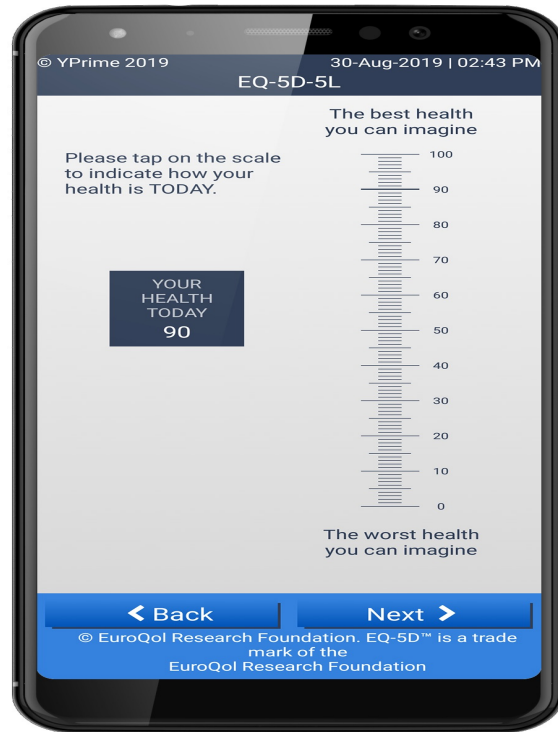 © YPrime 2019
30-Aug-2019 | 02:43 PM
EQ-5D-5L
The best health
you can imagine
Please tap on the scale
to indicate how your
health is TODAY.
YOUR
HEALTH
TODAY
90
100
90
80
70
60
50
40
30
20
10
0
The worst health
you can imagine
Back
Next
© EuroQol Research Foundation. EQ-5D™ is a trade
mark of the
EuroQol Research Foundation